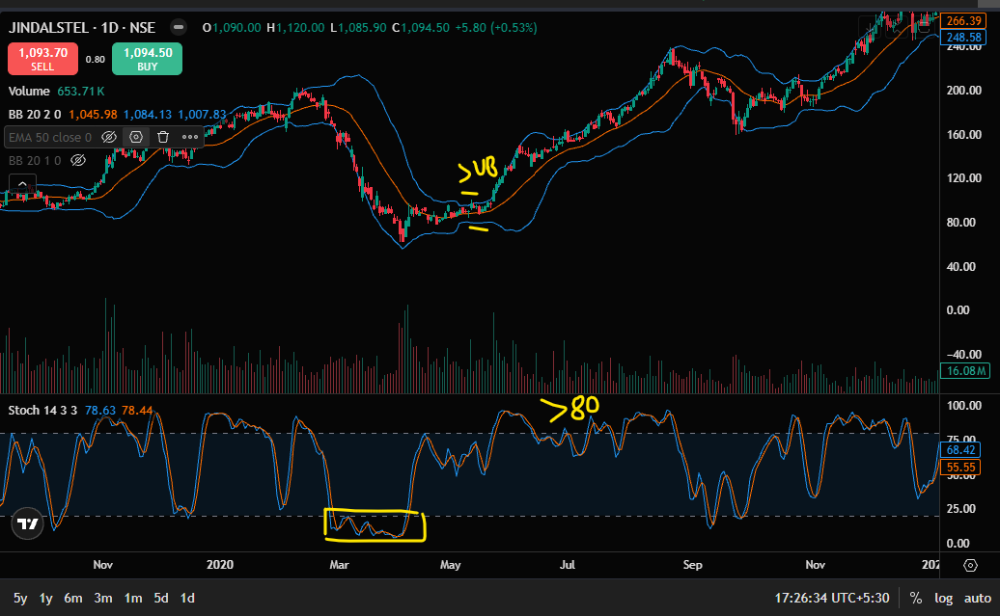 JINDALSTEL · 1D · NSE O1,090.00 H1,120.00 L1,085.90 C1,094.50 +5.80 (+0.53%)
1,093.70 SELL 0.80 1,094.50 BUY
Volume 653.71K
BB 20 2 0 1,045.98 1,084.13 1,007.83
EMA 50 close 0
BB 20 1 0
>UB
266.39
248.58
240.00
200.00
160.00
120.00
80.00
40.00
0.00
−40.00
16.08M
Stoch 14 3 3 78.63 78.44
>80
100.00
75.00
68.42
55.55
50.00
25.00
0.00
Nov 2020 Mar May Jul Sep Nov 202
5y 1y 6m 3m 1m 5d 1d 17:26:34 UTC+5:30 % log auto